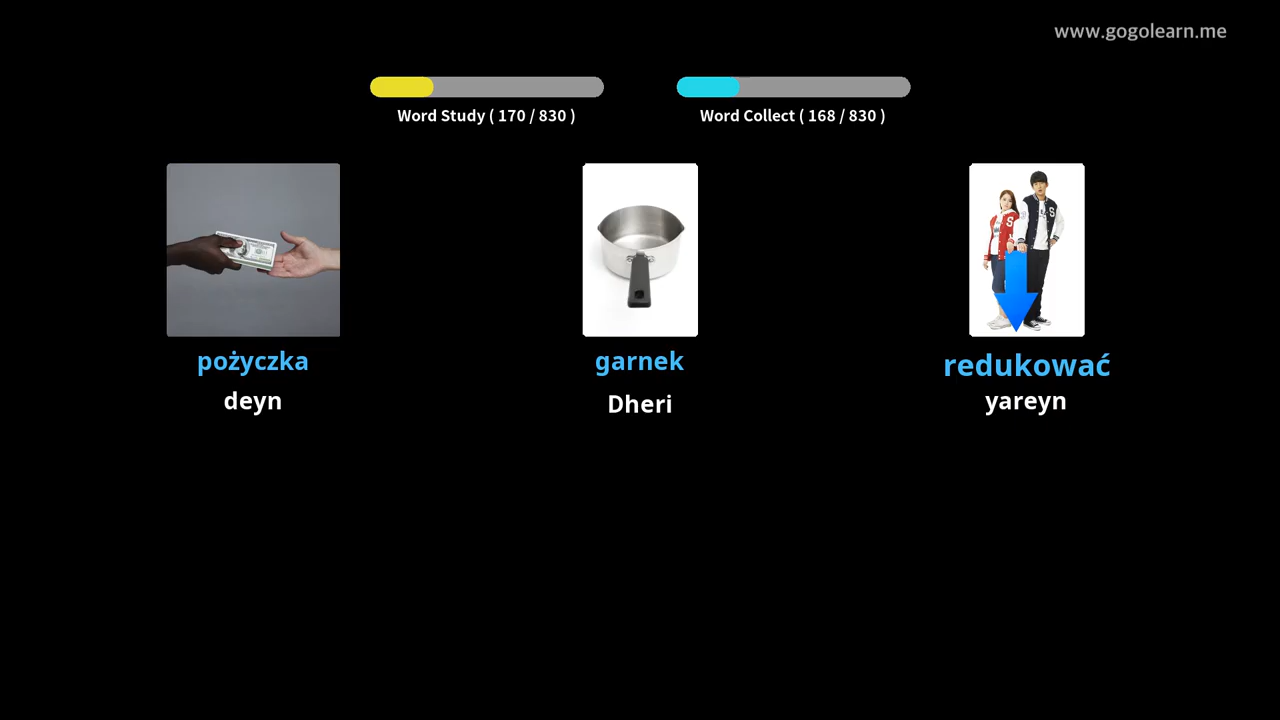 www.gogolearn.me
Word Study ( 170 / 830 )
Word Collect ( 168 / 830 )
pożyczka
deyn
garnek
Dheri
redukować
yareyn